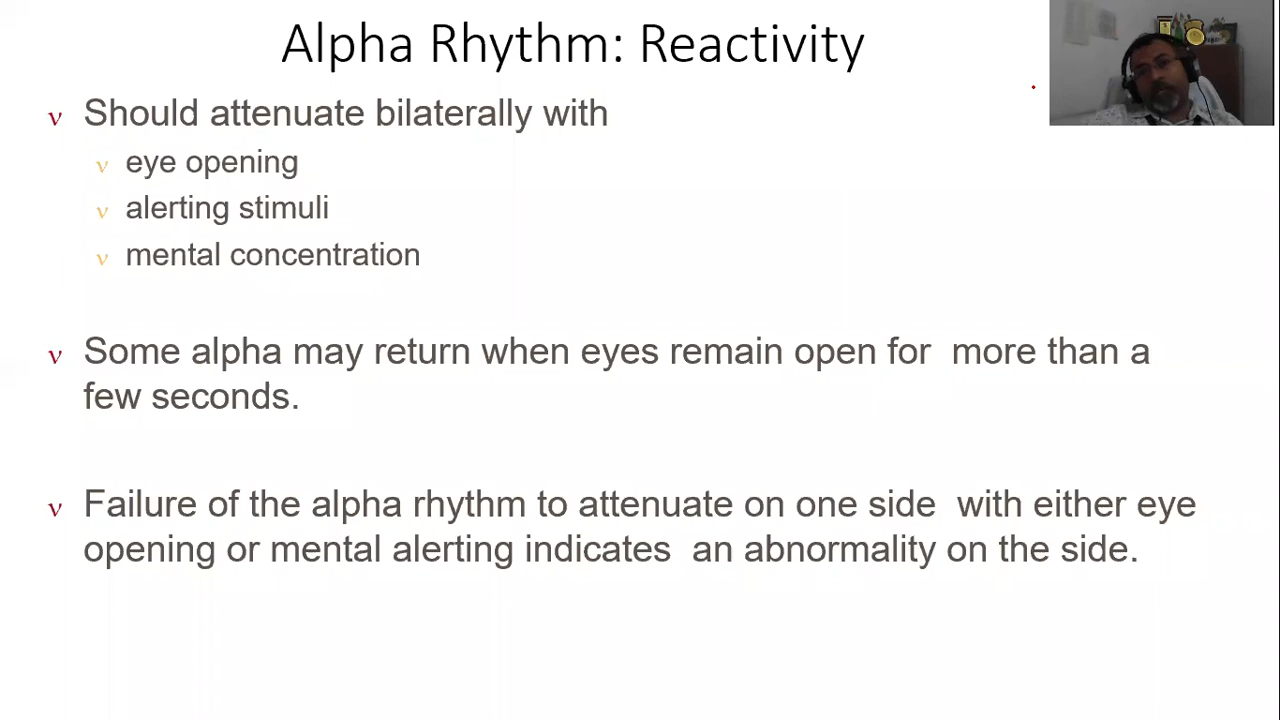 Alpha Rhythm: Reactivity
v Should attenuate bilaterally with
v eye opening
v alerting stimuli
v mental concentration
v Some alpha may return when eyes remain open for more than a
few seconds.
v Failure of the alpha rhythm to attenuate on one side with either eye
opening or mental alerting indicates an abnormality on the side.